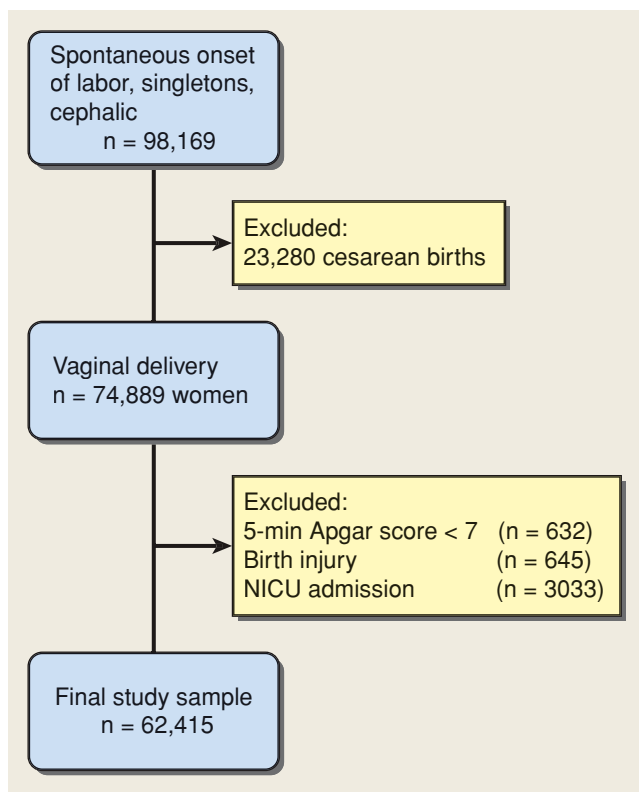 Spontaneous onset
of labor, singletons,
cephalic
n = 98,169
Excluded:
23,280 cesarean births
Vaginal delivery
n = 74,889 women
Excluded:
5-min Apgar score < 7 (n = 632)
Birth injury (n = 645)
NICU admission (n = 3033)
Final study sample
n = 62,415